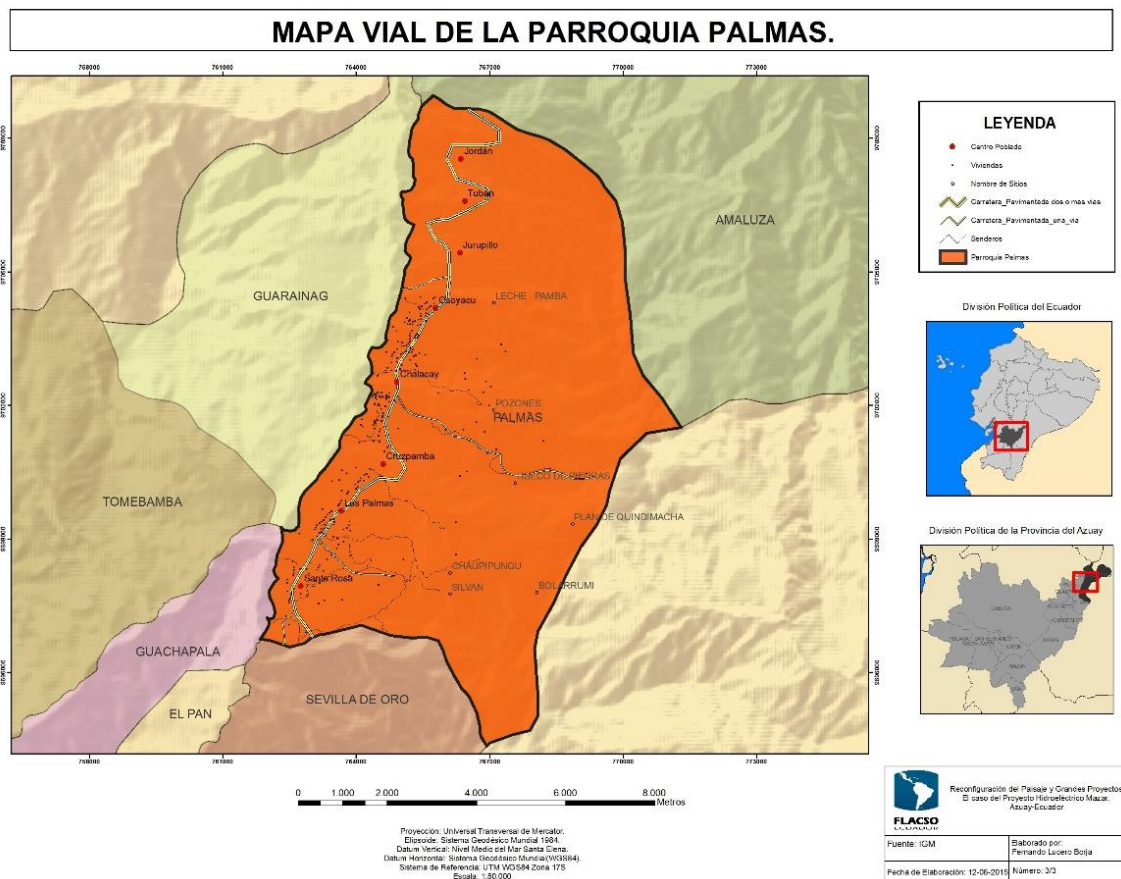 MAPA VIAL DE LA PARROQUIA PALMAS.
768000 761000 764000 767000 770000 773000
Jordán
Tubán
Jurupillo
AMALUZA
GUARAINAG
LECHE PAMBA
Osoyacu
Chalacay
POZONES
PALMAS
Cruzpamba
TOMEBAMBA
Las Palmas
PLAN DE QUINDIMACHA
CHAUPIPUNGU
Santa Rosa
SILVAN
BOLARRUMI
GUACHAPALA
SEVILLA DE ORO
EL PAN
764000 767000 770000 773000
0 1.000 2.000 4.000 6.000 8.000
Metros
Proyección: Universal Transversal de Mercator.
Elipsoide: Sistema Geodésico Mundial 1984.
Datum Vertical: Nivel Medio del Mar Santa Elena.
Datum Horizontal: Sistema Geodésico Mundial(WGS84).
Sistema de Referencia: UTM WGS84 Zona 17S
Escala: 1:50.000
LEYENDA
Centro Poblado
Viviendas
Nombre de Sitios
Carretera_Pavimentada dos o mas vias
Carretera_Pavimentada_una_via
Senderos
Parroquia Palmas
División Política del Ecuador
División Política de la Provincia del Azuay
FLACSO
ECUADOR
Reconfiguración del Paisaje y Grandes Proyectos
El caso del Proyecto Hidroeléctrico Mazar,
Azuay-Ecuador
Fuente: IGM
Elaborado por:
Fernando Lucero Borja
Fecha de Elaboración: 12-06-2015
Número: 3/3